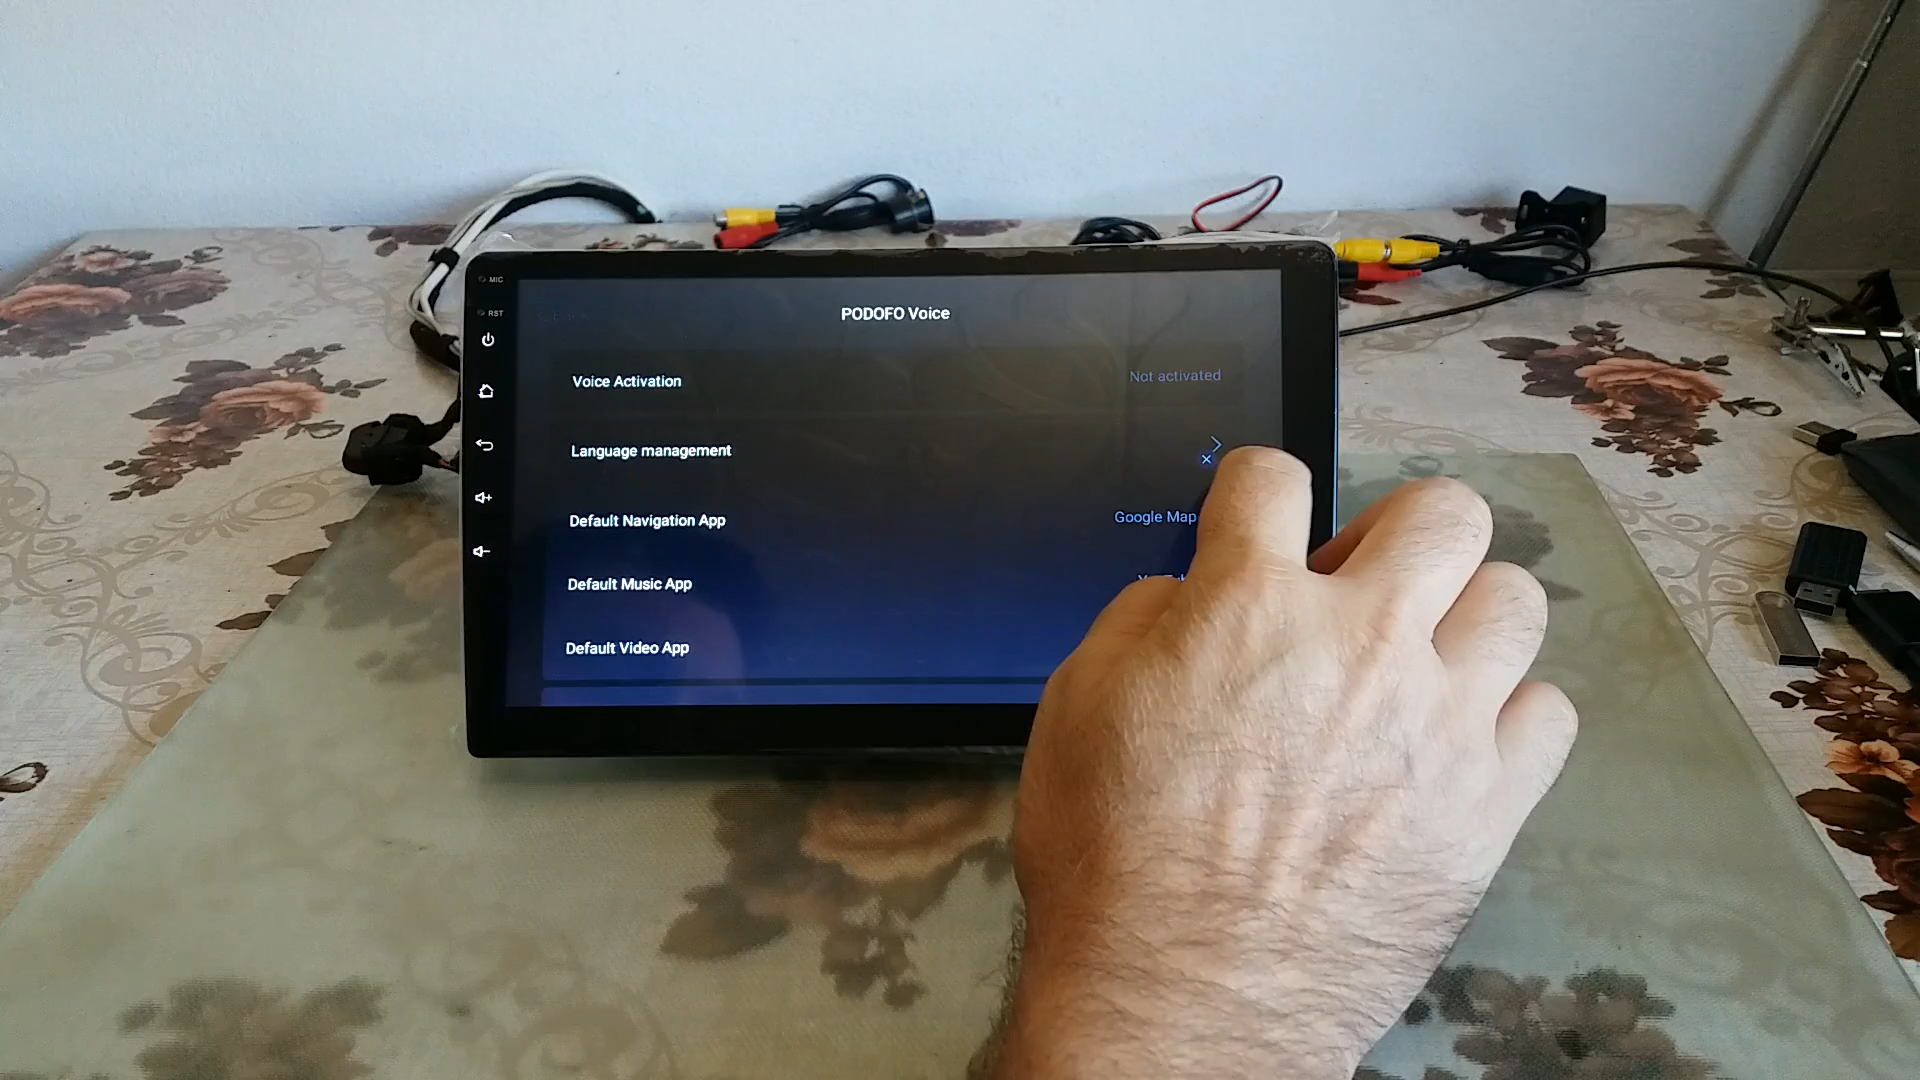 MIC
RST
PODOFO Voice
Voice Activation Not activated
Language management
Default Navigation App Google Map
Default Music App
Default Video App